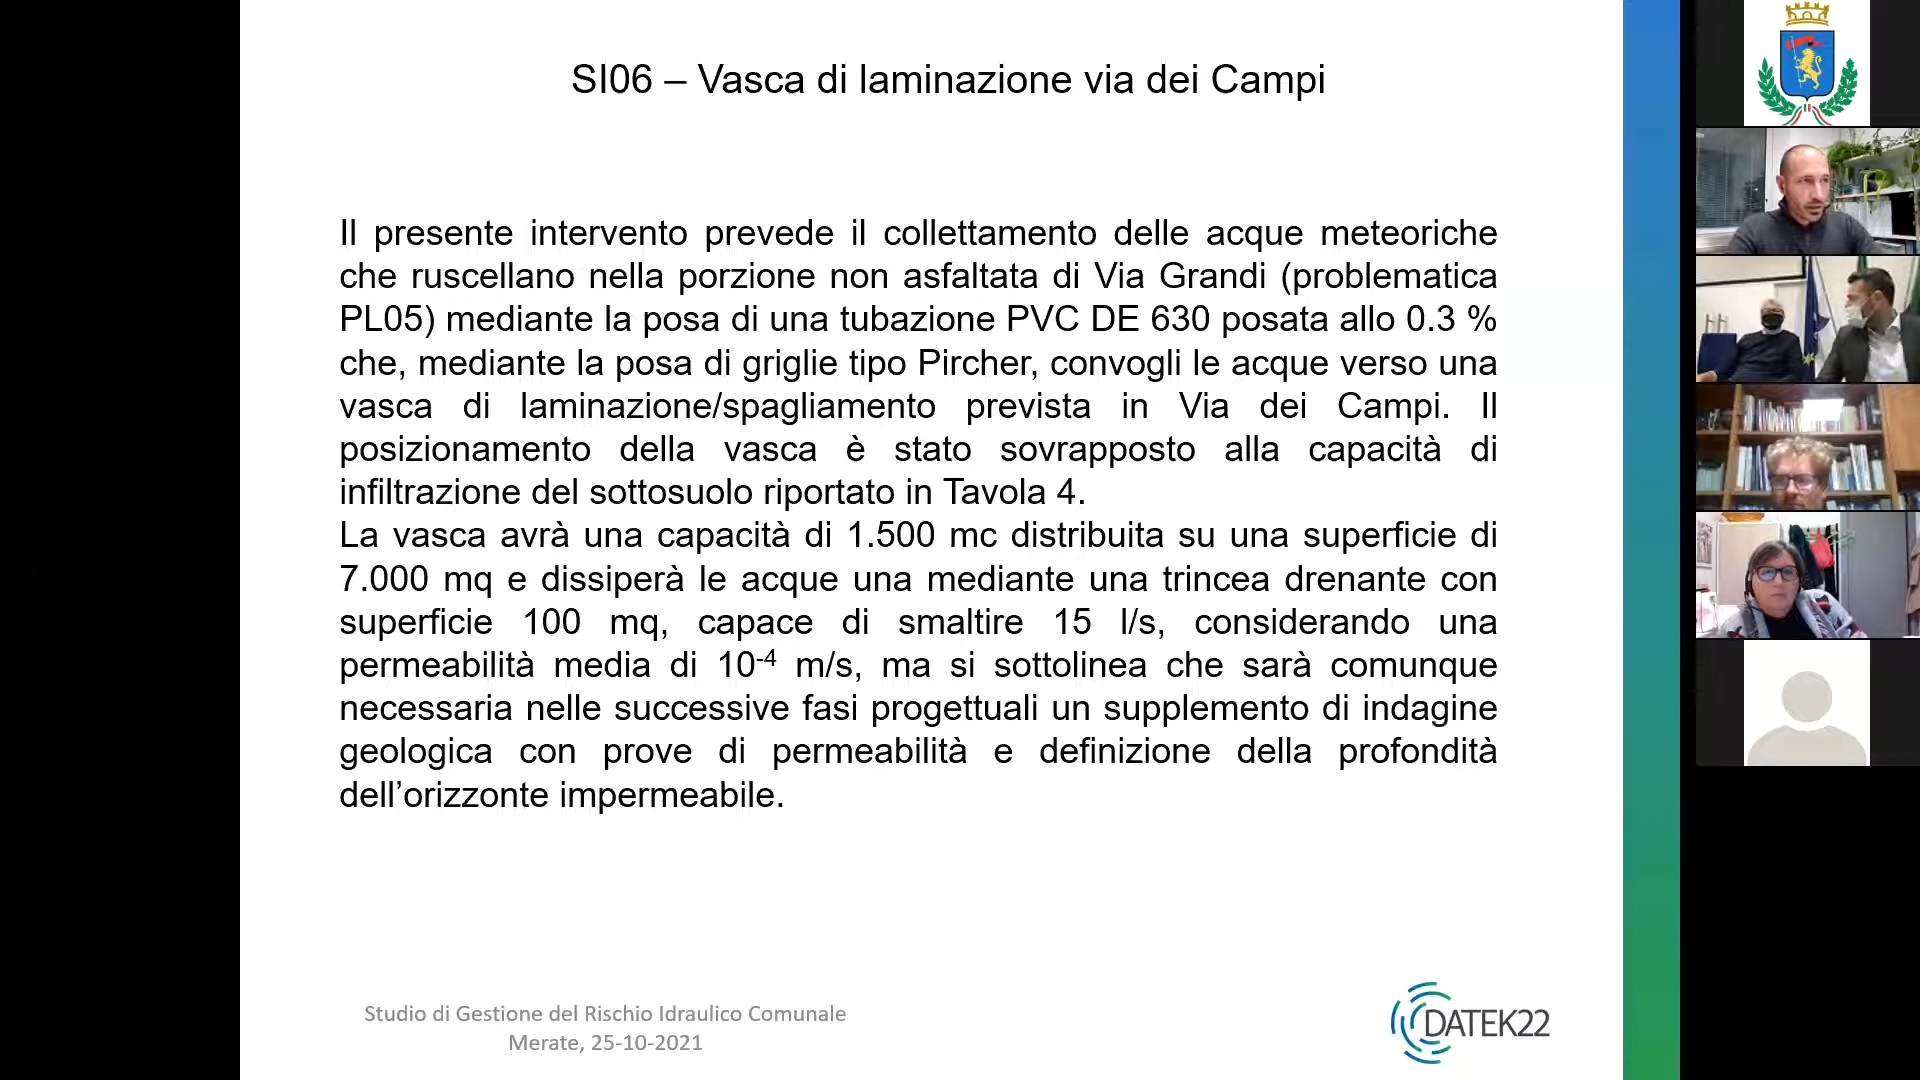 SI06 – Vasca di laminazione via dei Campi
Il presente intervento prevede il collettamento delle acque meteoriche
che ruscellano nella porzione non asfaltata di Via Grandi (problematica
PL05) mediante la posa di una tubazione PVC DE 630 posata allo 0.3 %
che, mediante la posa di griglie tipo Pircher, convogli le acque verso una
vasca di laminazione/spagliamento prevista in Via dei Campi. Il
posizionamento della vasca è stato sovrapposto alla capacità di
infiltrazione del sottosuolo riportato in Tavola 4.
La vasca avrà una capacità di 1.500 mc distribuita su una superficie di
7.000 mq e dissiperà le acque una mediante una trincea drenante con
superficie 100 mq, capace di smaltire 15 l/s, considerando una
permeabilità media di 10⁻⁴ m/s, ma si sottolinea che sarà comunque
necessaria nelle successive fasi progettuali un supplemento di indagine
geologica con prove di permeabilità e definizione della profondità
dell’orizzonte impermeabile.
Studio di Gestione del Rischio Idraulico Comunale
Merate, 25-10-2021
DATEK22